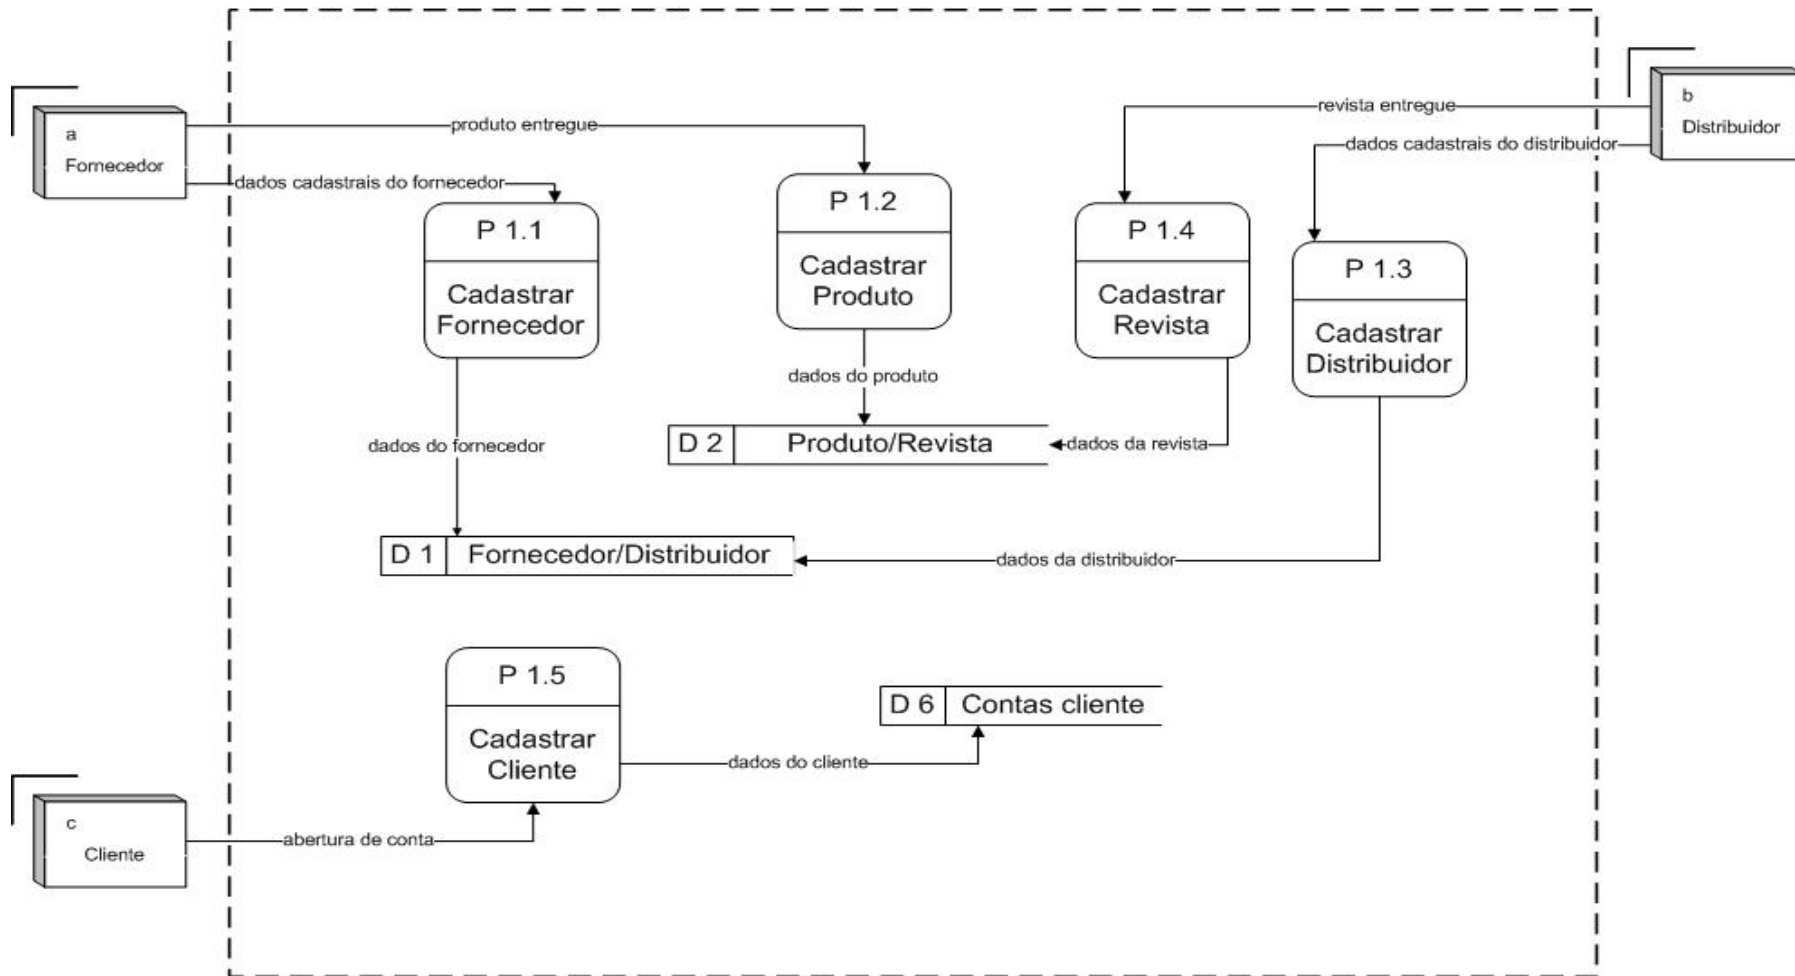 b
revista entregue
a
produto entregue
Distribuidor
dados cadastrais do distribuidor
Fornecedor
dados cadastrais do fornecedor
P 1.1
P 1.2
P 1.4
P 1.3
Cadastrar
Fornecedor
Cadastrar
Produto
Cadastrar
Revista
Cadastrar
Distribuidor
dados do produto
dados do fornecedor
D 2
Produto/Revista
dados da revista
D 1
Fornecedor/Distribuidor
dados da distribuidor
P 1.5
Cadastrar
Cliente
D 6
Contas cliente
dados do cliente
c
Cliente
abertura de conta